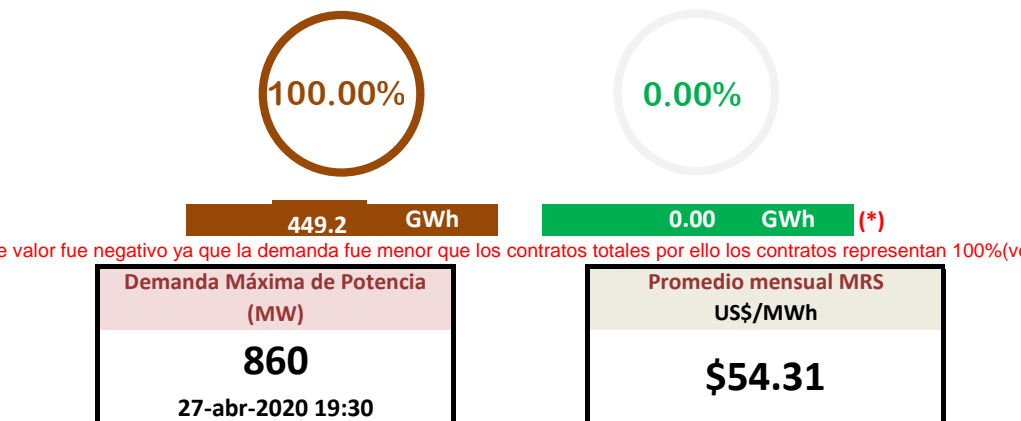 100.00%
0.00%
449.2 GWh
0.00 GWh (*)
valor fue negativo ya que la demanda fue menor que los contratos totales por ello los contratos representan 100%
Demanda Máxima de Potencia
(MW)
860
27-abr-2020 19:30
Promedio mensual MRS
US$/MWh
$54.31